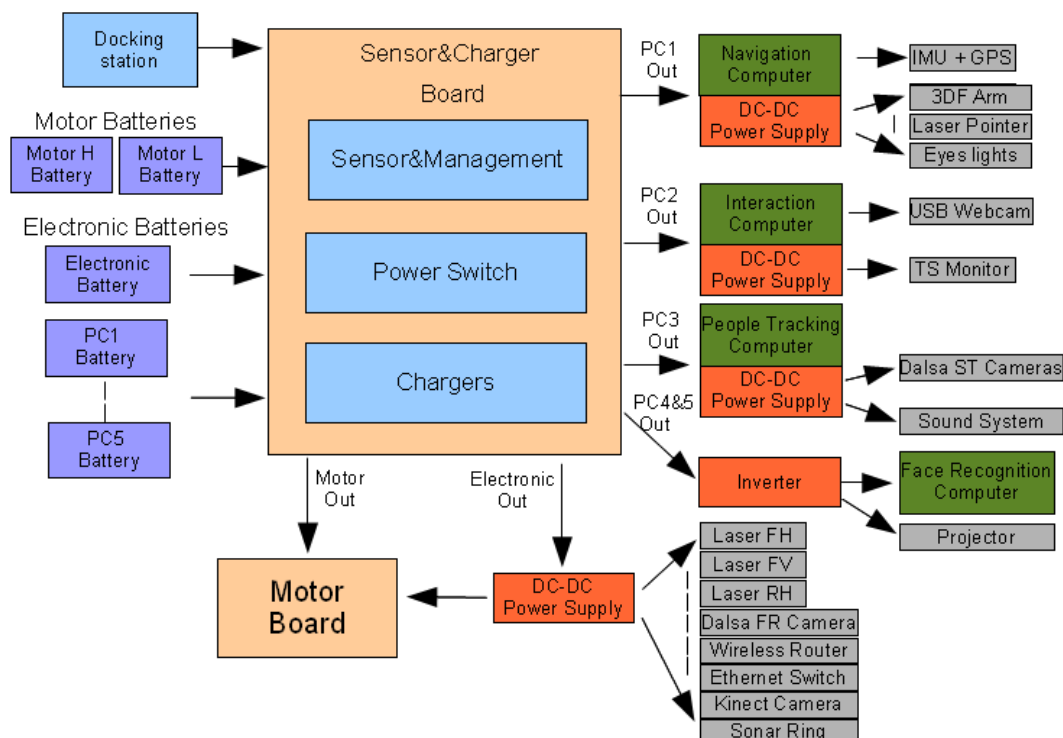 Docking
station
Motor Batteries
Motor H
Battery
Motor L
Battery
Electronic Batteries
Electronic
Battery
PC1
Battery
PC5
Battery
Sensor&Charger
Board
Sensor&Management
Power Switch
Chargers
PC1
Out
Navigation
Computer
DC-DC
Power Supply
IMU + GPS
3DF Arm
Laser Pointer
Eyes lights
PC2
Out
Interaction
Computer
DC-DC
Power Supply
USB Webcam
TS Monitor
PC3
Out
People Tracking
Computer
DC-DC
Power Supply
Dalsa ST Cameras
Sound System
PC4&5
Out
Inverter
Face Recognition
Computer
Projector
Motor
Out
Electronic
Out
Motor
Board
DC-DC
Power Supply
Laser FH
Laser FV
Laser RH
Dalsa FR Camera
Wireless Router
Ethernet Switch
Kinect Camera
Sonar Ring